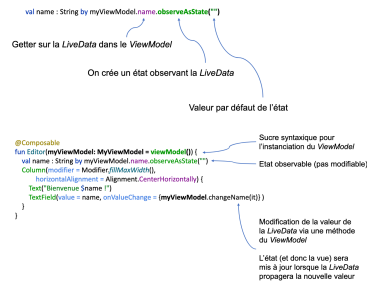 val name : String by myViewModel.name.observeAsState("")
Getter sur la LiveData dans le ViewModel
On crée un état observant la LiveData
Valeur par défaut de l'état
@Composable
fun Editor(myViewModel: MyViewModel = viewModel()) {
val name : String by myViewModel.name.observeAsState("")
Column(modifier = Modifier.fillMaxWidth(),
horizontalAlignment = Alignment.CenterHorizontally) {
Text("Bienvenue $name !")
TextField(value = name, onValueChange = {myViewModel.changeName(it)} )
}
}
Sucre syntaxique pour
l'instanciation du ViewModel
Etat observable (pas modifiable)
Modification de la valeur de
la LiveData via une méthode
du ViewModel
L'état (et donc la vue) sera
mis à jour lorsque la LiveData
propagera la nouvelle valeur